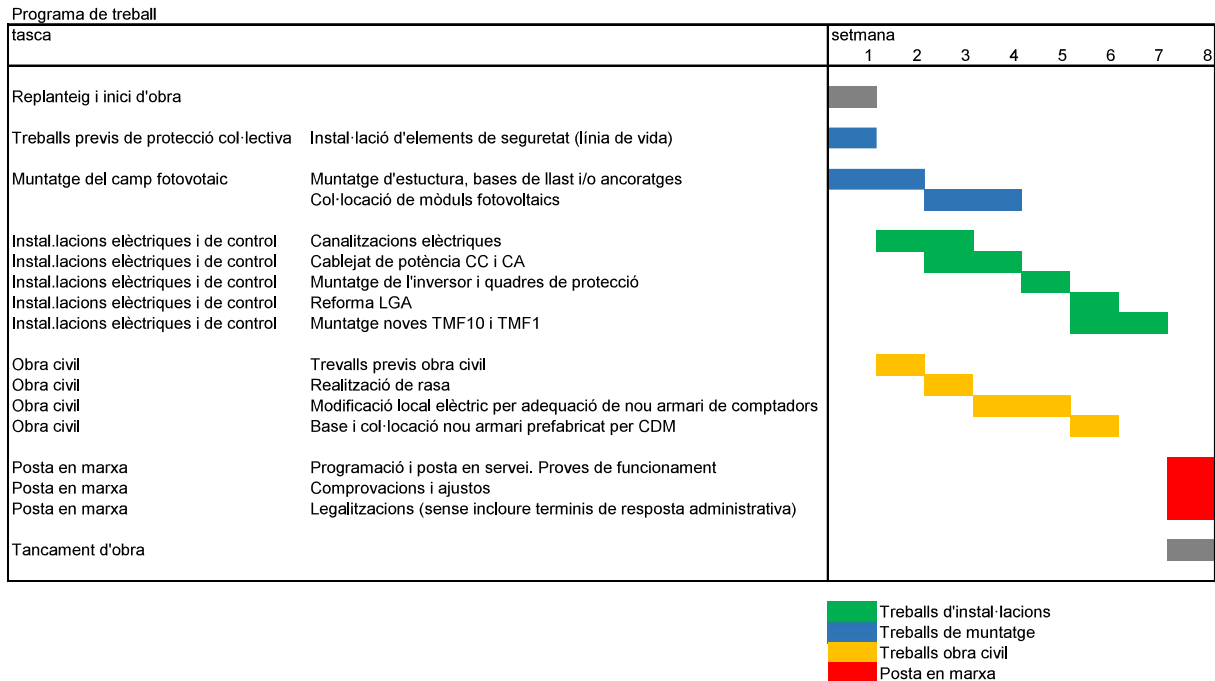 Programa de treball
tasca setmana
1 2 3 4 5 6 7 8
Replanteig i inici d'obra
Treballs previs de protecció col·lectiva Instal·lació d'elements de seguretat (línia de vida)
Muntatge del camp fotovotaic Muntatge d'estuctura, bases de llast i/o ancoratges
Col·locació de mòduls fotovoltaics
Instal.lacions elèctriques i de control Canalitzacions elèctriques
Instal.lacions elèctriques i de control Cablejat de potència CC i CA
Instal.lacions elèctriques i de control Muntatge de l'inversor i quadres de protecció
Instal.lacions elèctriques i de control Reforma LGA
Instal.lacions elèctriques i de control Muntatge noves TMF10 i TMF1
Obra civil Trevalls previs obra civil
Obra civil Realització de rasa
Obra civil Modificació local elèctric per adequació de nou armari de comptadors
Obra civil Base i col·locació nou armari prefabricat per CDM
Posta en marxa Programació i posta en servei. Proves de funcionament
Posta en marxa Comprovacions i ajustos
Posta en marxa Legalitzacions (sense incloure terminis de resposta administrativa)
Tancament d'obra
Treballs d'instal·lacions
Treballs de muntatge
Treballs obra civil
Posta en marxa